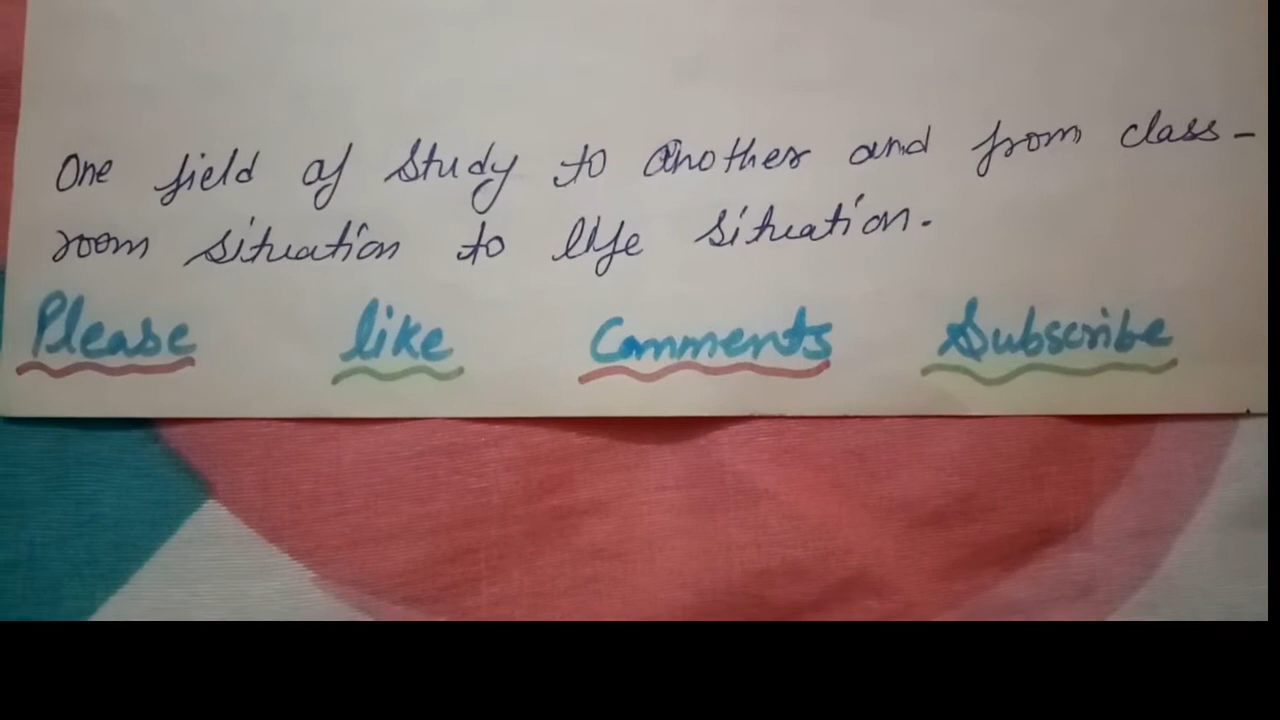 One field of study to another and from class-
room situation to life situation.
Please like Comments Subscribe